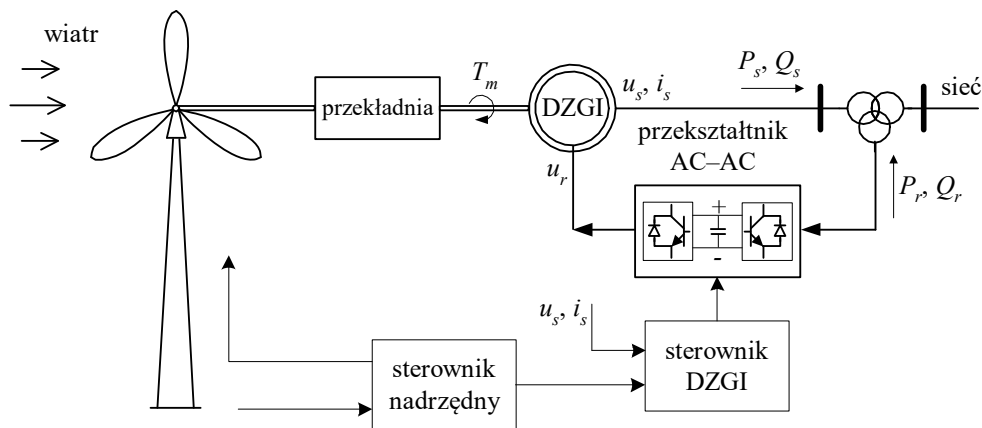 wiatr
przekładnia
T_m
DZGI
u_s, i_s
P_s, Q_s
sieć
przekształtnik
AC–AC
u_r
P_r, Q_r
+
-
u_s, i_s
sterownik
DZGI
sterownik
nadrzędny